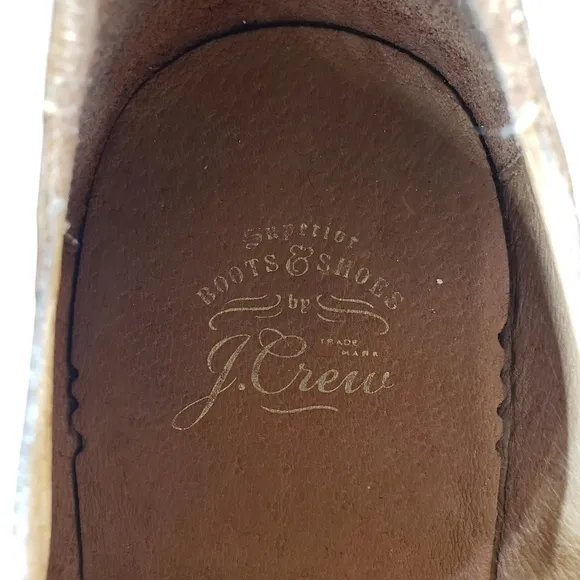 Superior
BOOTS & SHOES
by
TRADE
MARK
J.Crew